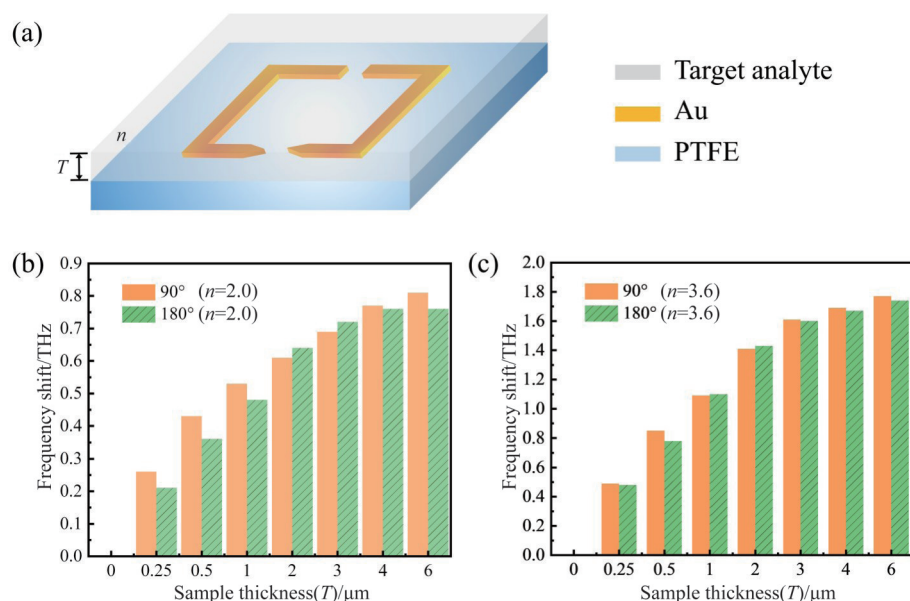 (a)
n
T
Target analyte
Au
PTFE
(b)
90° (n=2.0)
180° (n=2.0)
Frequency shift/THz
0.9
0.8
0.7
0.6
0.5
0.4
0.3
0.2
0.1
0.0
0 0.25 0.5 1 2 3 4 6
Sample thickness(T)/μm
(c)
90° (n=3.6)
180° (n=3.6)
Frequency shift/THz
2.0
1.8
1.6
1.4
1.2
1.0
0.8
0.6
0.4
0.2
0.0
0 0.25 0.5 1 2 3 4 6
Sample thickness(T)/μm